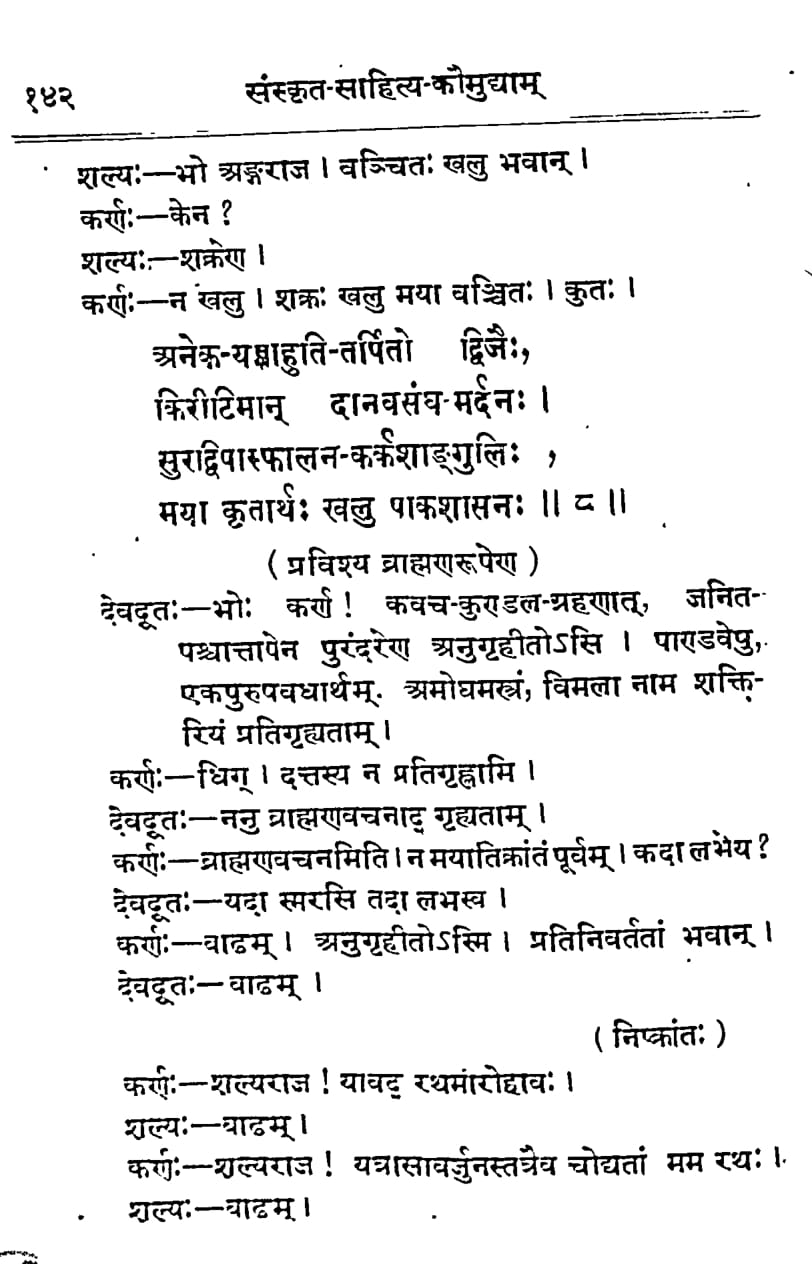 १४२ संस्कृत-साहित्य-कौमुद्याम्
शल्यः—भो अङ्गराज । वञ्चितः खलु भवान् ।
कर्णः—केन ?
शल्यः—शक्रेण ।
कर्णः—न खलु । शक्रः खलु मया वञ्चितः । कुतः ।
अनेक-यज्ञाहुति-तर्पितो द्विजैः,
किरीटिमान् दानवसंघ-मर्दनः ।
सुरद्विपास्फालन-कर्कशाङ्गुलिः ,
मया कृतार्थः खलु पाकशासनः ॥ ८ ॥
( प्रविश्य ब्राह्मणरूपेण )
देवदूतः—भोः कर्ण ! कवच-कुण्डल-ग्रहणात्, जनित-
पश्चात्तापेन पुरंदरेण अनुगृहीतोऽसि । पाण्डवेषु,
एकपुरुषवधार्थम्. अमोघमस्त्रं, विमला नाम शक्ति-
रियं प्रतिगृह्यताम् ।
कर्णः—धिग् । दत्तस्य न प्रतिगृह्णामि ।
देवदूतः—ननु ब्राह्मणवचनाद् गृह्यताम् ।
कर्णः—ब्राह्मणवचनमिति । न मयातिक्रांतं पूर्वम् । कदा लभेय ?
देवदूतः—यदा स्मरसि तदा लभस्व ।
कर्णः—वाढम् । अनुगृहीतोऽस्मि । प्रतिनिवर्ततां भवान् ।
देवदूतः—वाढम् ।
( निष्कांतः )
कर्णः—शल्यराज ! यावद् रथमारोहावः ।
शल्यः—वाढम् ।
कर्णः—शल्यराज ! यत्रासावर्जुनस्तत्रैव चोद्यतां मम रथः ।
शल्यः—वाढम् ।